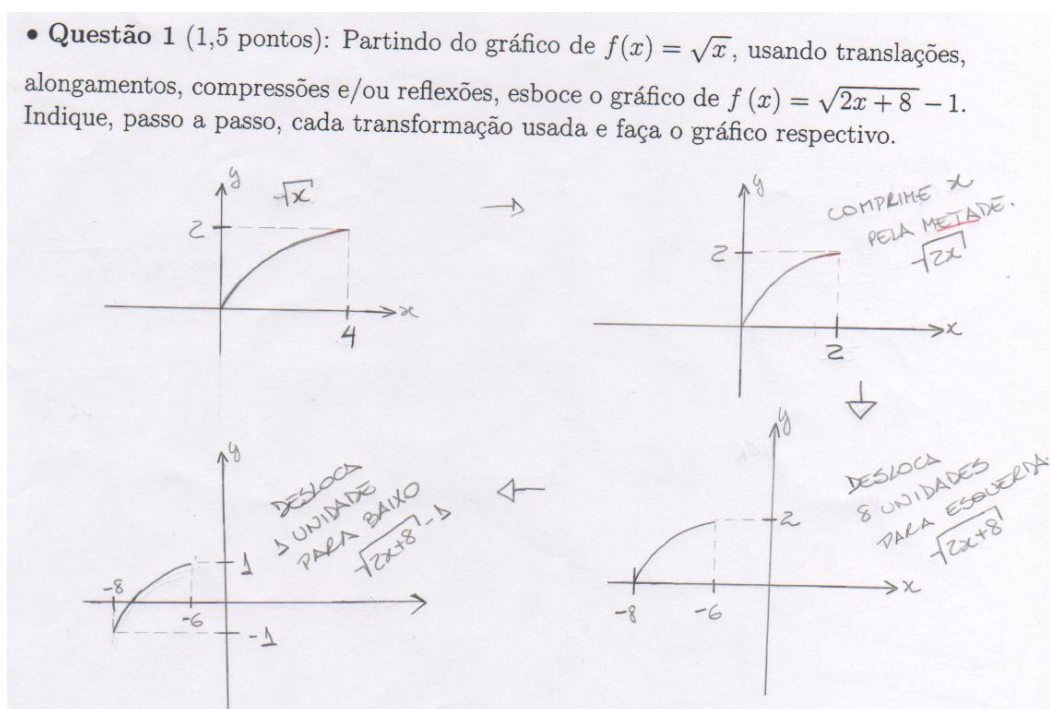 • Questão 1 (1,5 pontos): Partindo do gráfico de f(x) = √x, usando translações,
alongamentos, compressões e/ou reflexões, esboce o gráfico de f (x) = √(2x + 8) − 1.
Indique, passo a passo, cada transformação usada e faça o gráfico respectivo.
y
√x
2
x
4
y
COMPRIME x
PELA METADE.
√2x
2
x
2
y
DESLOCA
8 UNIDADES
PARA ESQUERDA.
√(2x+8)
2
x
-8
-6
y
DESLOCA
1 UNIDADE
PARA BAIXO
√(2x+8) -1
1
-8
-6
-1